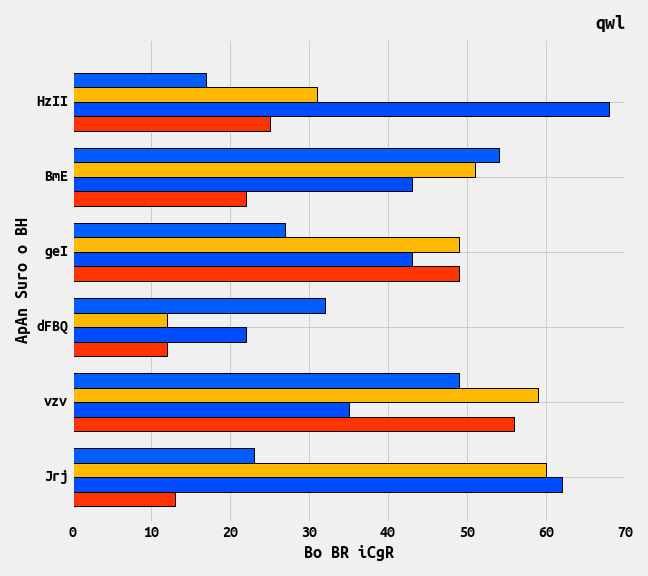 qwl
HzII
BmE
geI
dFBQ
vzv
Jrj
ApAn Suro o BH
0 10 20 30 40 50 60 70
Bo BR iCgR